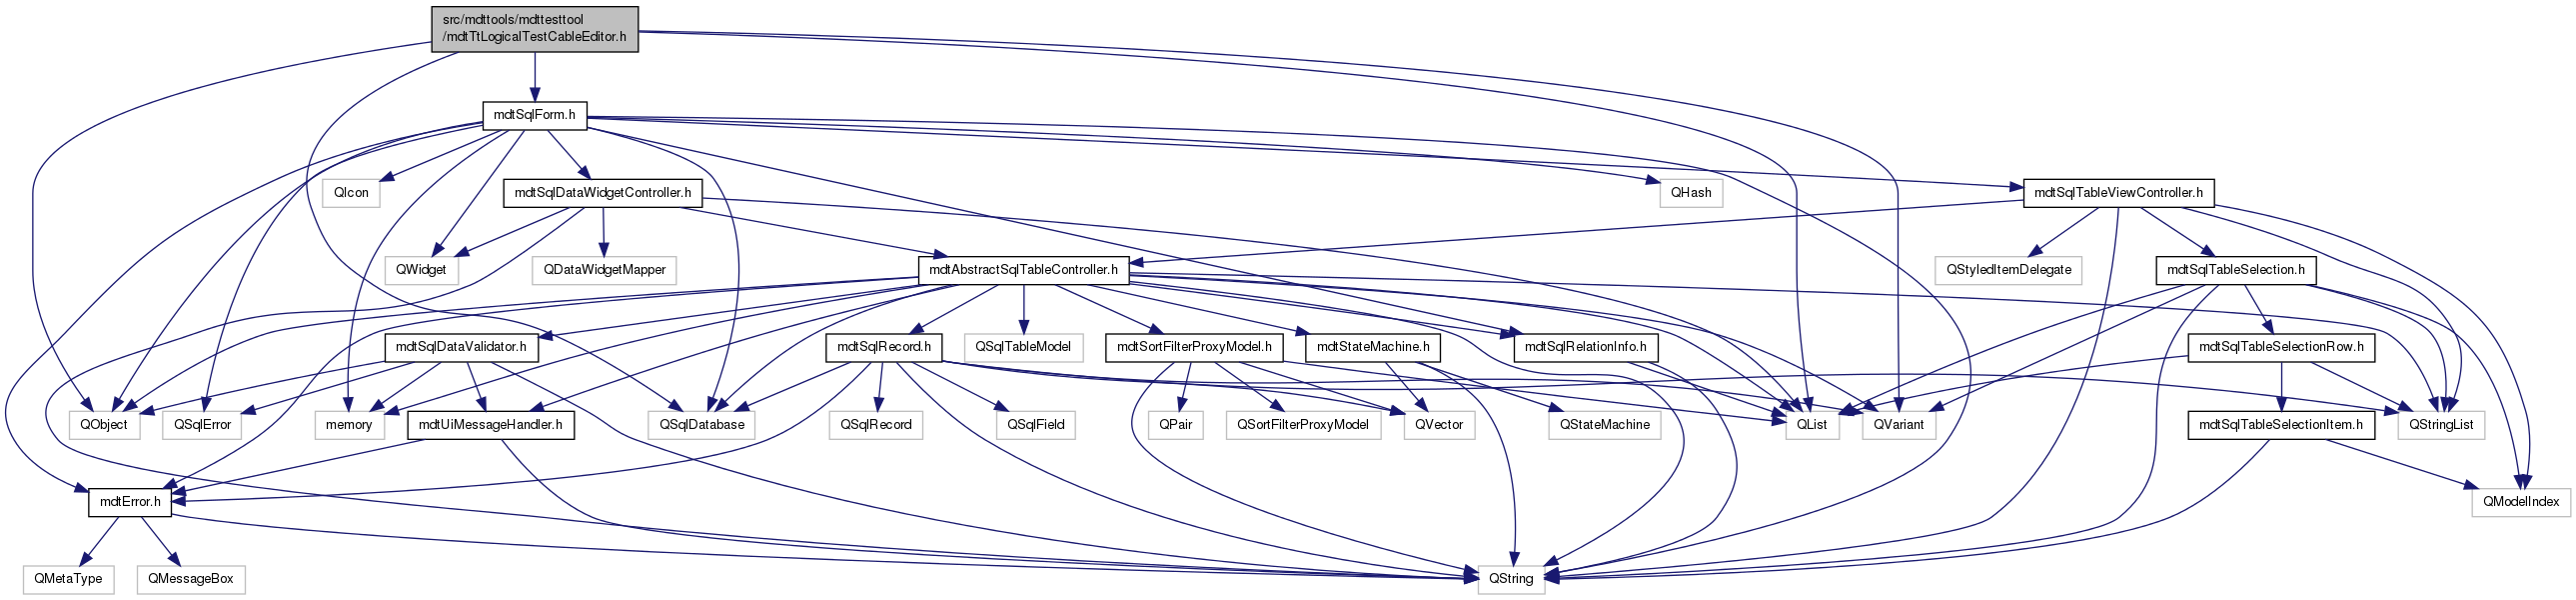 src/mdttools/mdttesttool
/mdtTtLogicalTestCableEditor.h
mdtSqlForm.h
QIcon
mdtSqlDataWidgetController.h
QHash
mdtSqlTableViewController.h
QWidget
QDataWidgetMapper
mdtAbstractSqlTableController.h
QStyledItemDelegate
mdtSqlTableSelection.h
mdtSqlDataValidator.h
mdtSqlRecord.h
QSqlTableModel
mdtSortFilterProxyModel.h
mdtStateMachine.h
mdtSqlRelationInfo.h
mdtSqlTableSelectionRow.h
QObject
QSqlError
memory
mdtUiMessageHandler.h
QSqlDatabase
QSqlRecord
QSqlField
QPair
QSortFilterProxyModel
QVector
QStateMachine
QList
QVariant
mdtSqlTableSelectionItem.h
QStringList
mdtError.h
QModelIndex
QMetaType
QMessageBox
QString